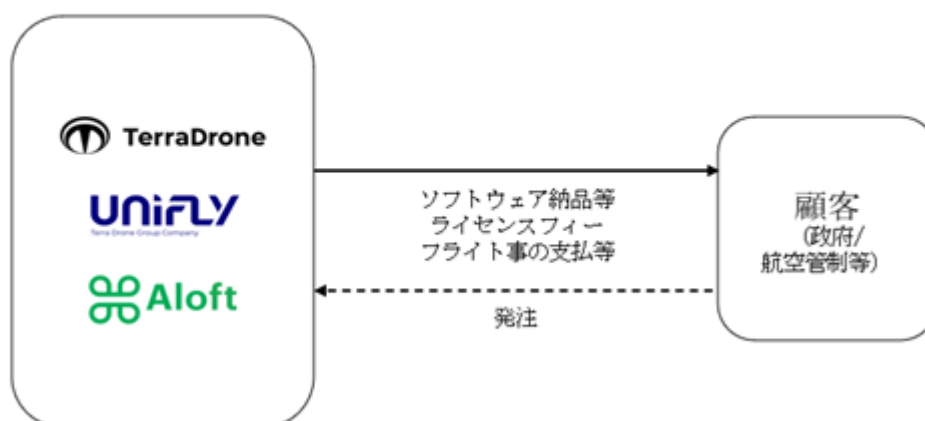 TerraDrone
UNIFLY
Terra Drone Group Company
Aloft
ソフトウェア納品等
ライセンスフィー
フライト事の支払等
発注
顧客
（政府/
航空管制等）